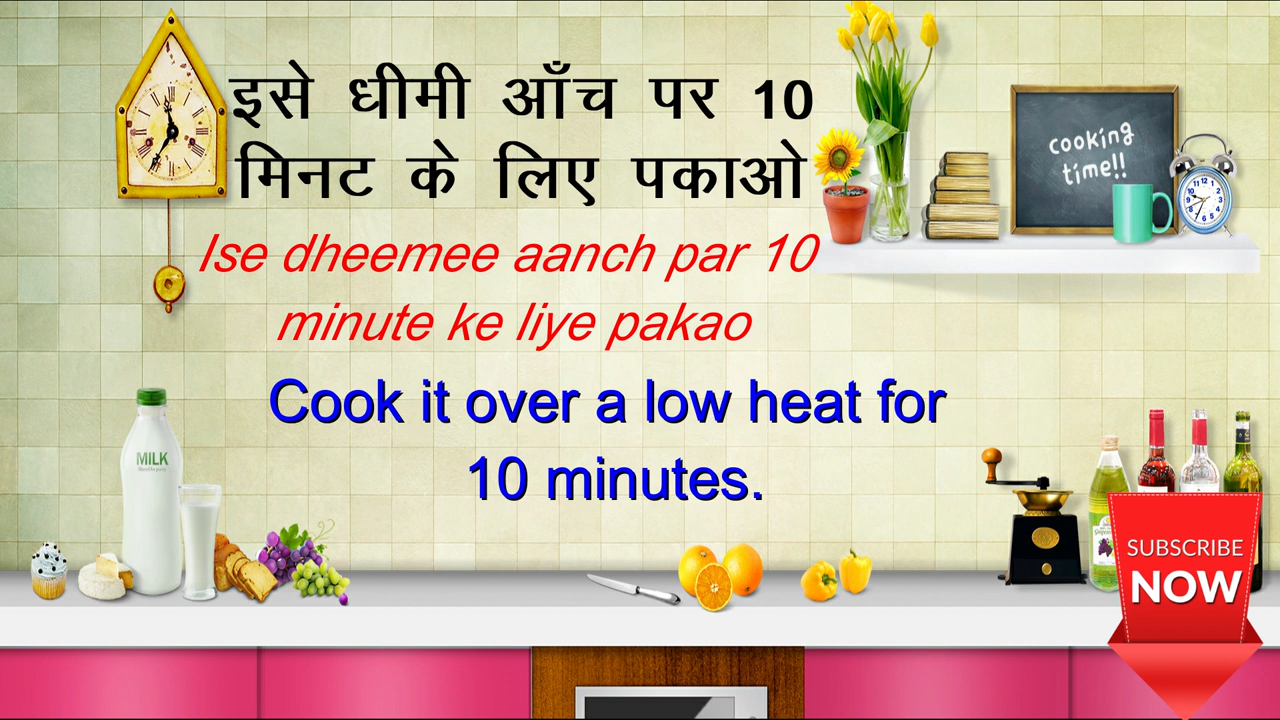 इसे धीमी आँच पर 10
मिनट के लिए पकाओ
Ise dheemee aanch par 10
minute ke liye pakao
Cook it over a low heat for
10 minutes.
cooking
time!!
MILK
SUBSCRIBE
NOW